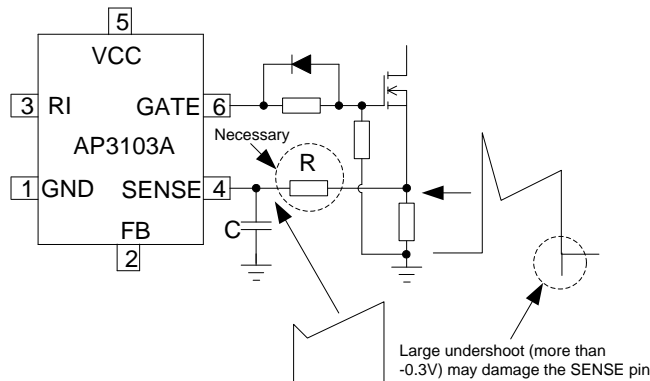 5
VCC
3 RI GATE 6
Necessary
AP3103A
R
1 GND SENSE 4
C
FB
2
Large undershoot (more than
-0.3V) may damage the SENSE pin